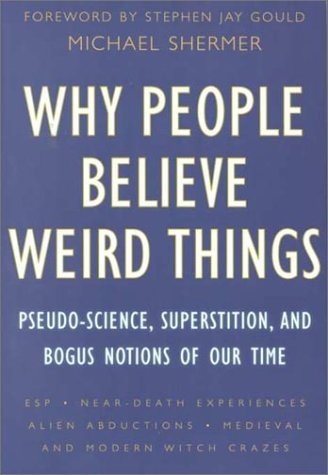 FOREWORD BY STEPHEN JAY GOULD
MICHAEL SHERMER
WHY PEOPLE
BELIEVE
WEIRD THINGS
PSEUDO-SCIENCE, SUPERSTITION, AND
BOGUS NOTIONS OF OUR TIME
ESP • NEAR-DEATH EXPERIENCES
ALIEN ABDUCTIONS • MEDIEVAL
AND MODERN WITCH CRAZES